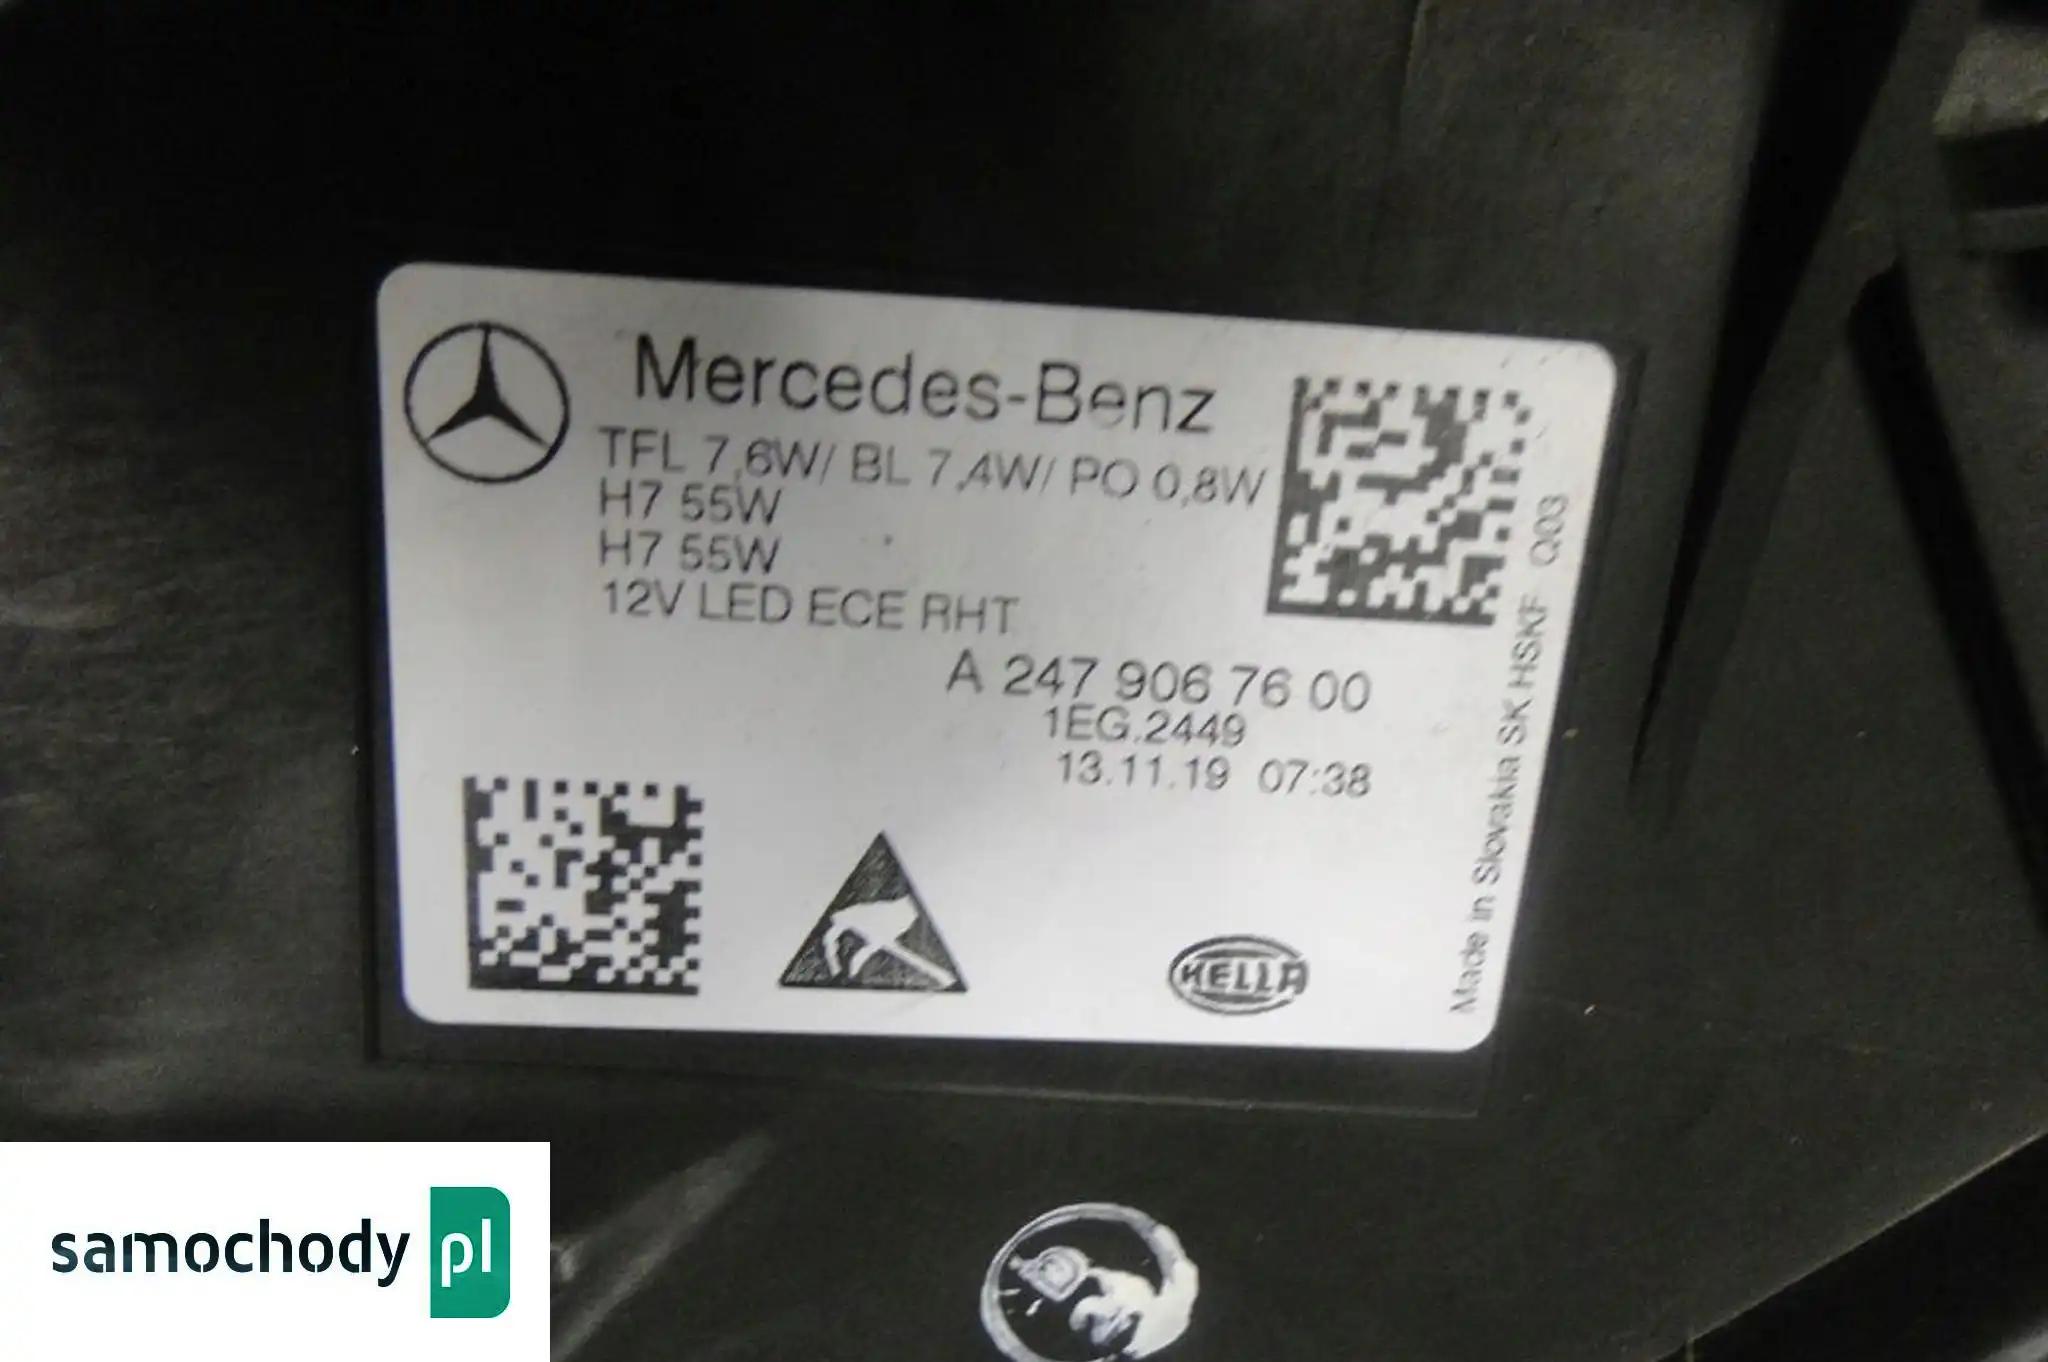 Mercedes-Benz
TFL 7,6W/ BL 7,4W/ PO 0,8W
H7 55W
H7 55W
12V LED ECE RHT
A 247 906 76 00
1EG.2449
13.11.19 07:38
HELLA
Made in Slovakia SK HSKF Q03
samochody pl